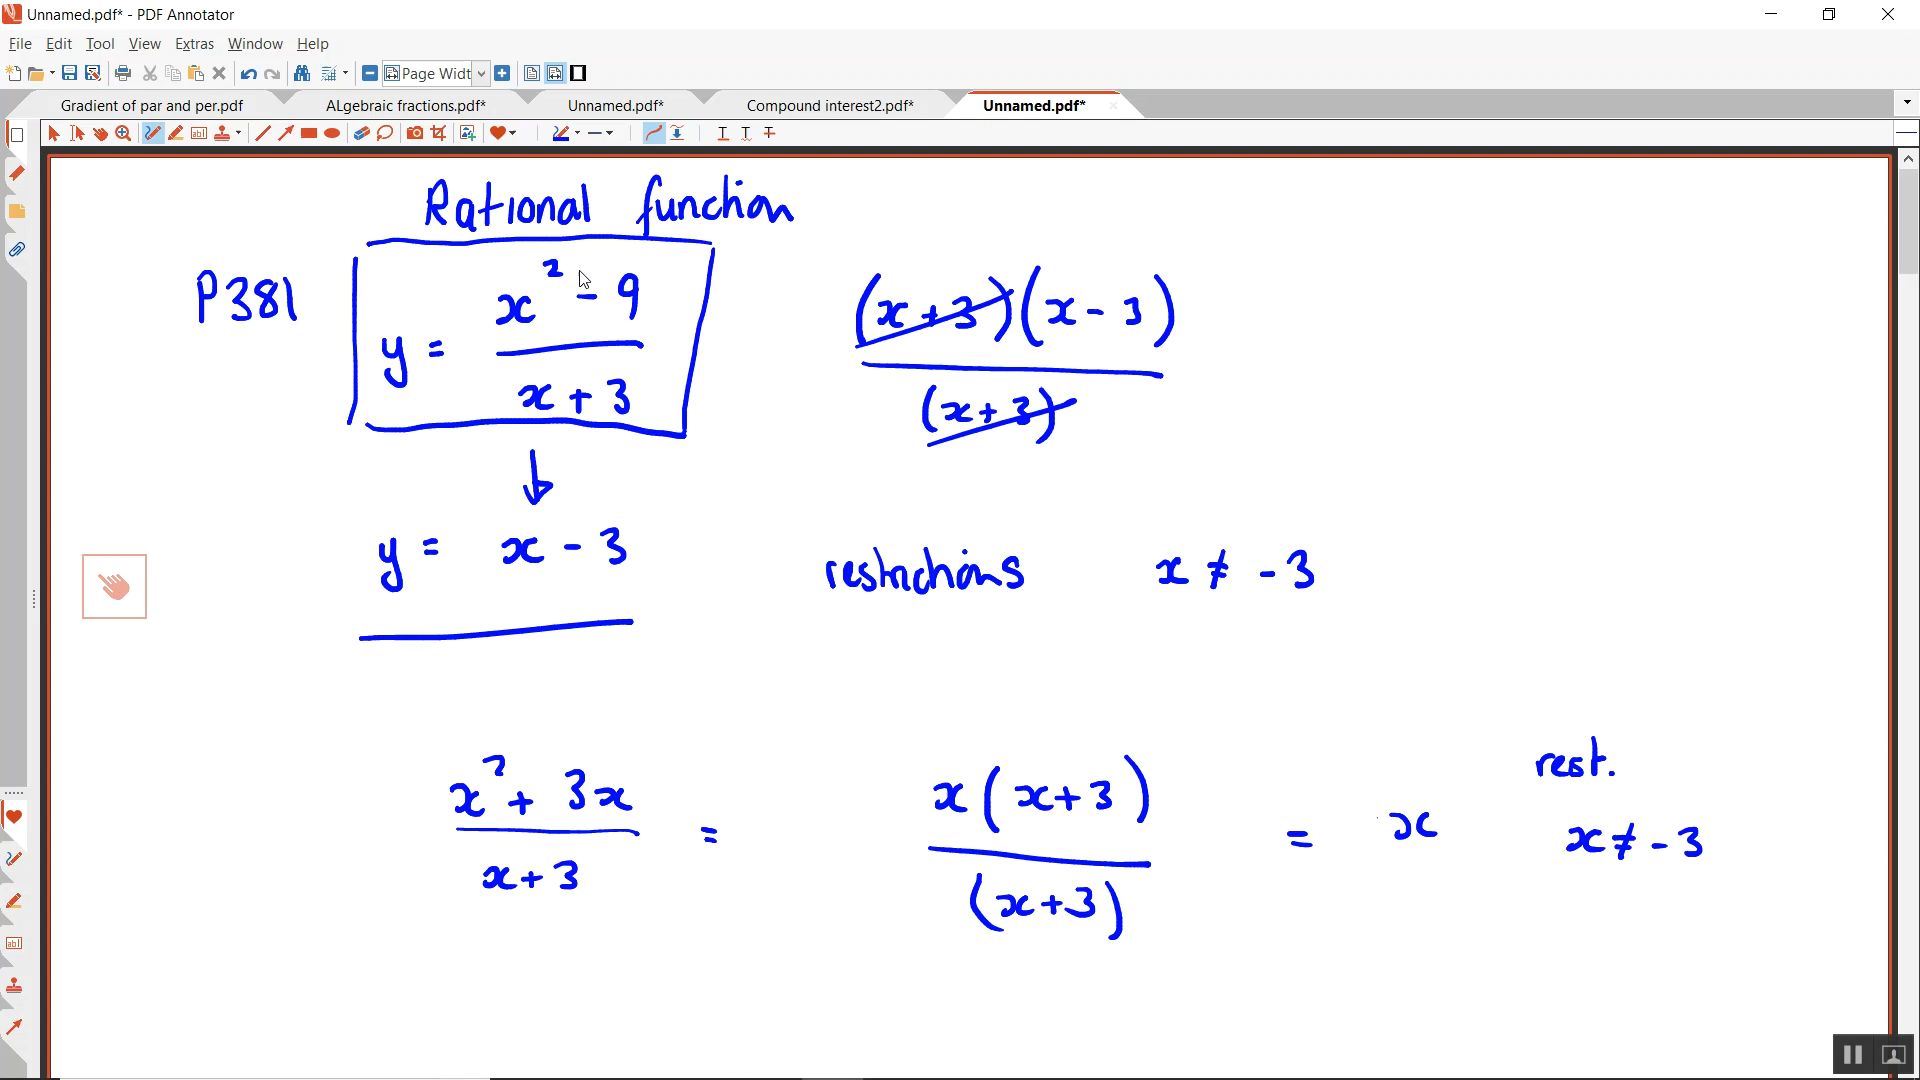 Unnamed.pdf* - PDF Annotator
File Edit Tool View Extras Window Help
Page Widt
Gradient of par and per.pdf ALgebraic fractions.pdf* Unnamed.pdf* Compound interest2.pdf* Unnamed.pdf*
Rational function
P381
y = (x² - 9)/(x + 3)
(x + 3)(x - 3)
(x + 3)
y = x - 3
restrictions x ≠ -3
rest.
x² + 3x
x + 3
=
x(x+3)
(x+3)
= x
x ≠ -3